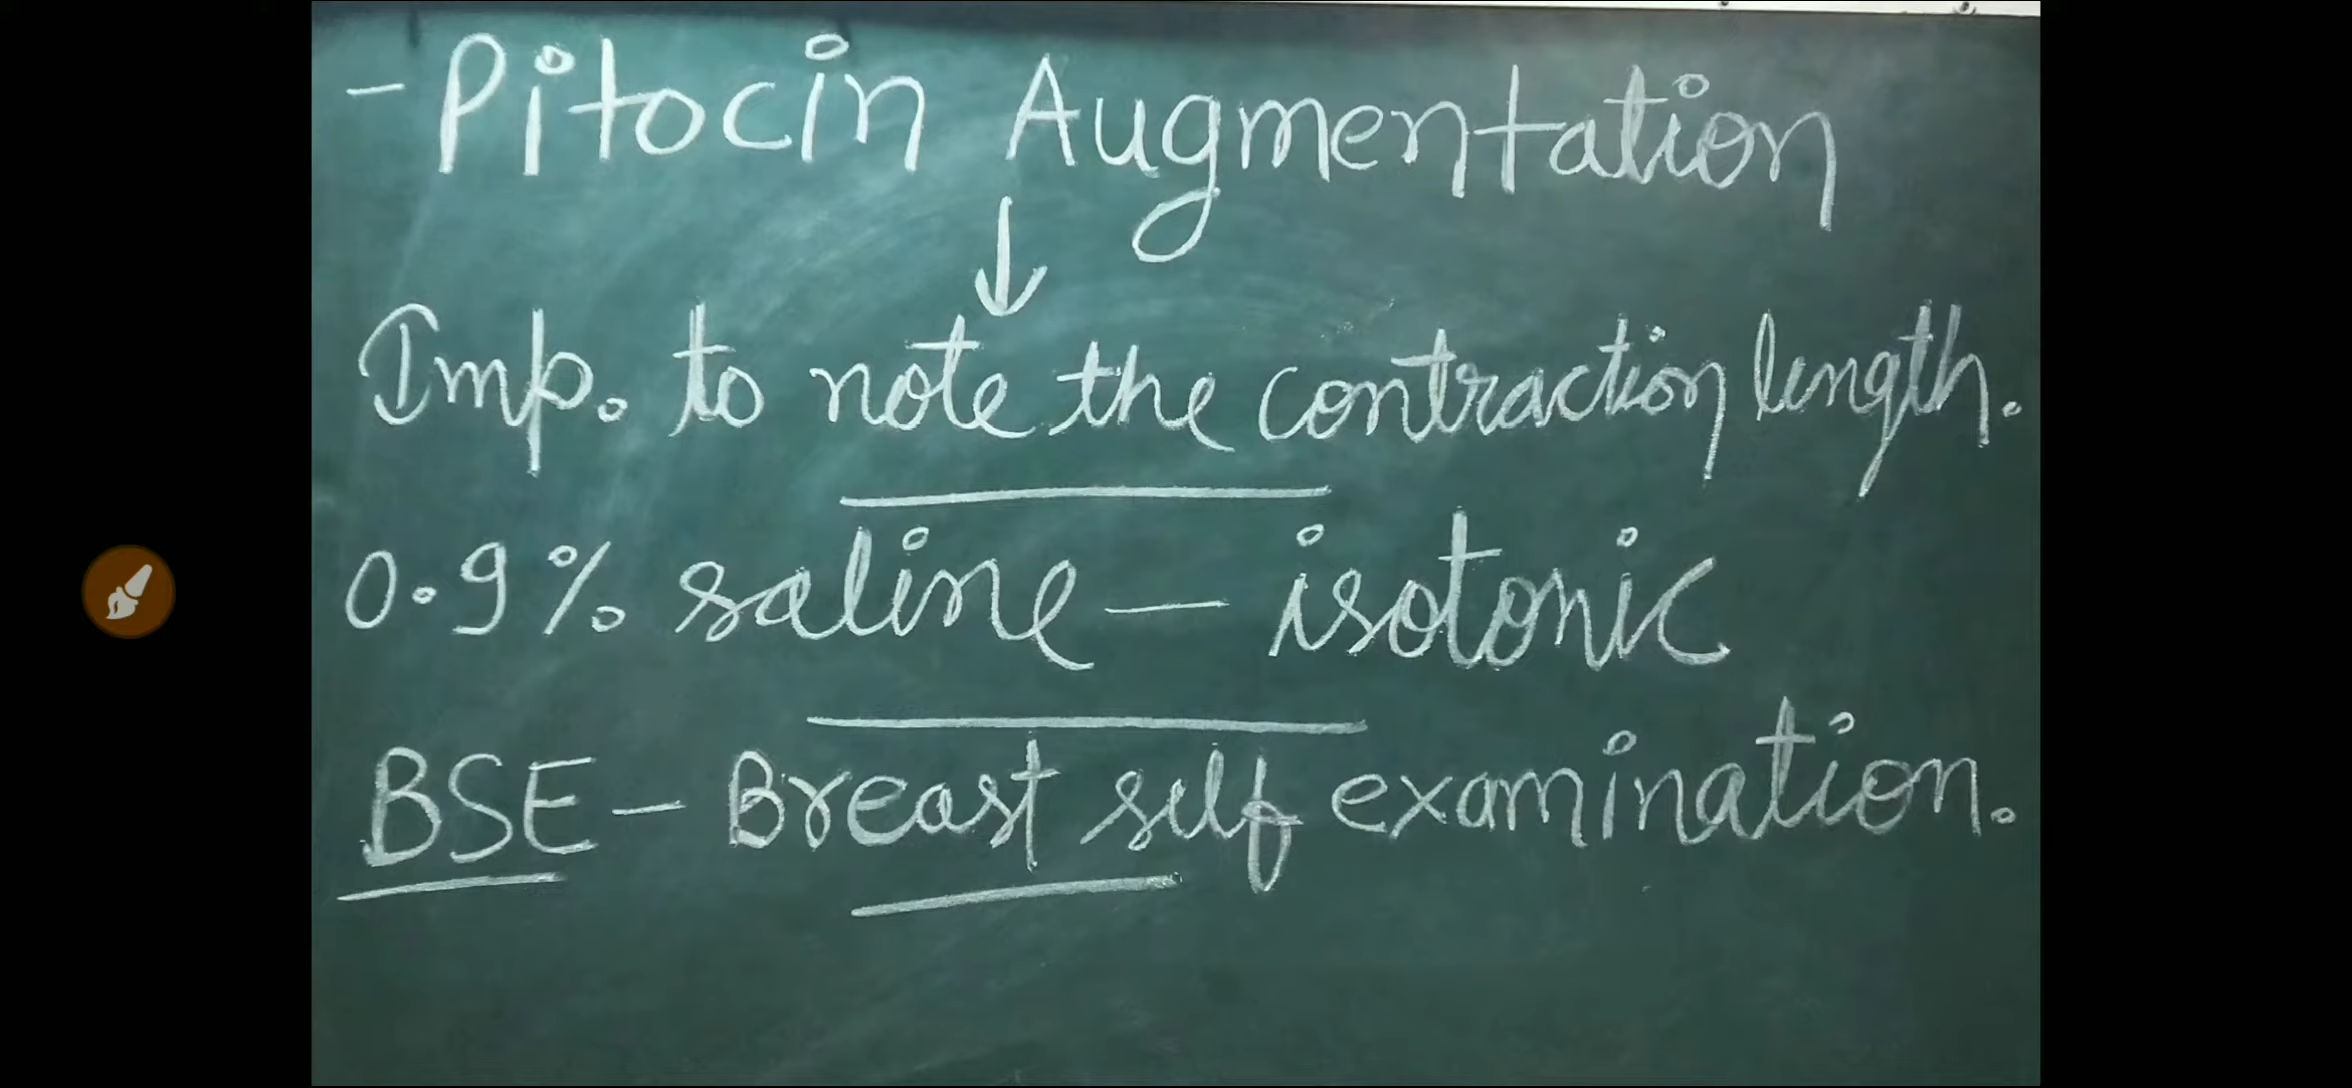 - Pitocin Augmentation
↓
Imp. to note the contraction length.
0.9% saline - isotonic
BSE - Breast self examination.